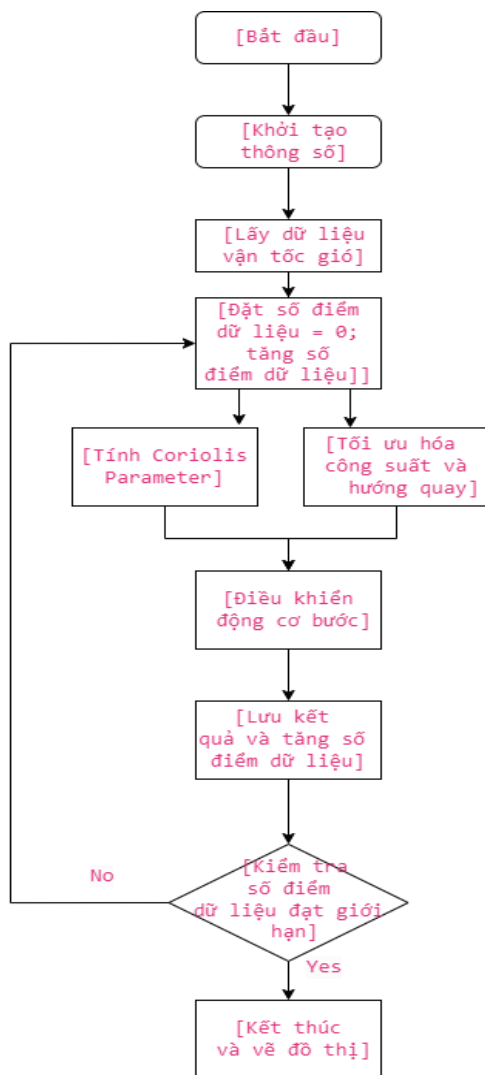 [Bắt đầu]
[Khởi tạo
thông số]
[Lấy dữ liệu
vận tốc gió]
[Đặt số điểm
dữ liệu = 0;
tăng số
điểm dữ liệu]]
[Tính Coriolis
Parameter]
[Tối ưu hóa
công suất và
hướng quay]
[Điều khiển
động cơ bước]
[Lưu kết
quả và tăng số
điểm dữ liệu]
[Kiểm tra
số điểm
dữ liệu đạt giới
hạn]
No
Yes
[Kết thúc
và vẽ đồ thị]